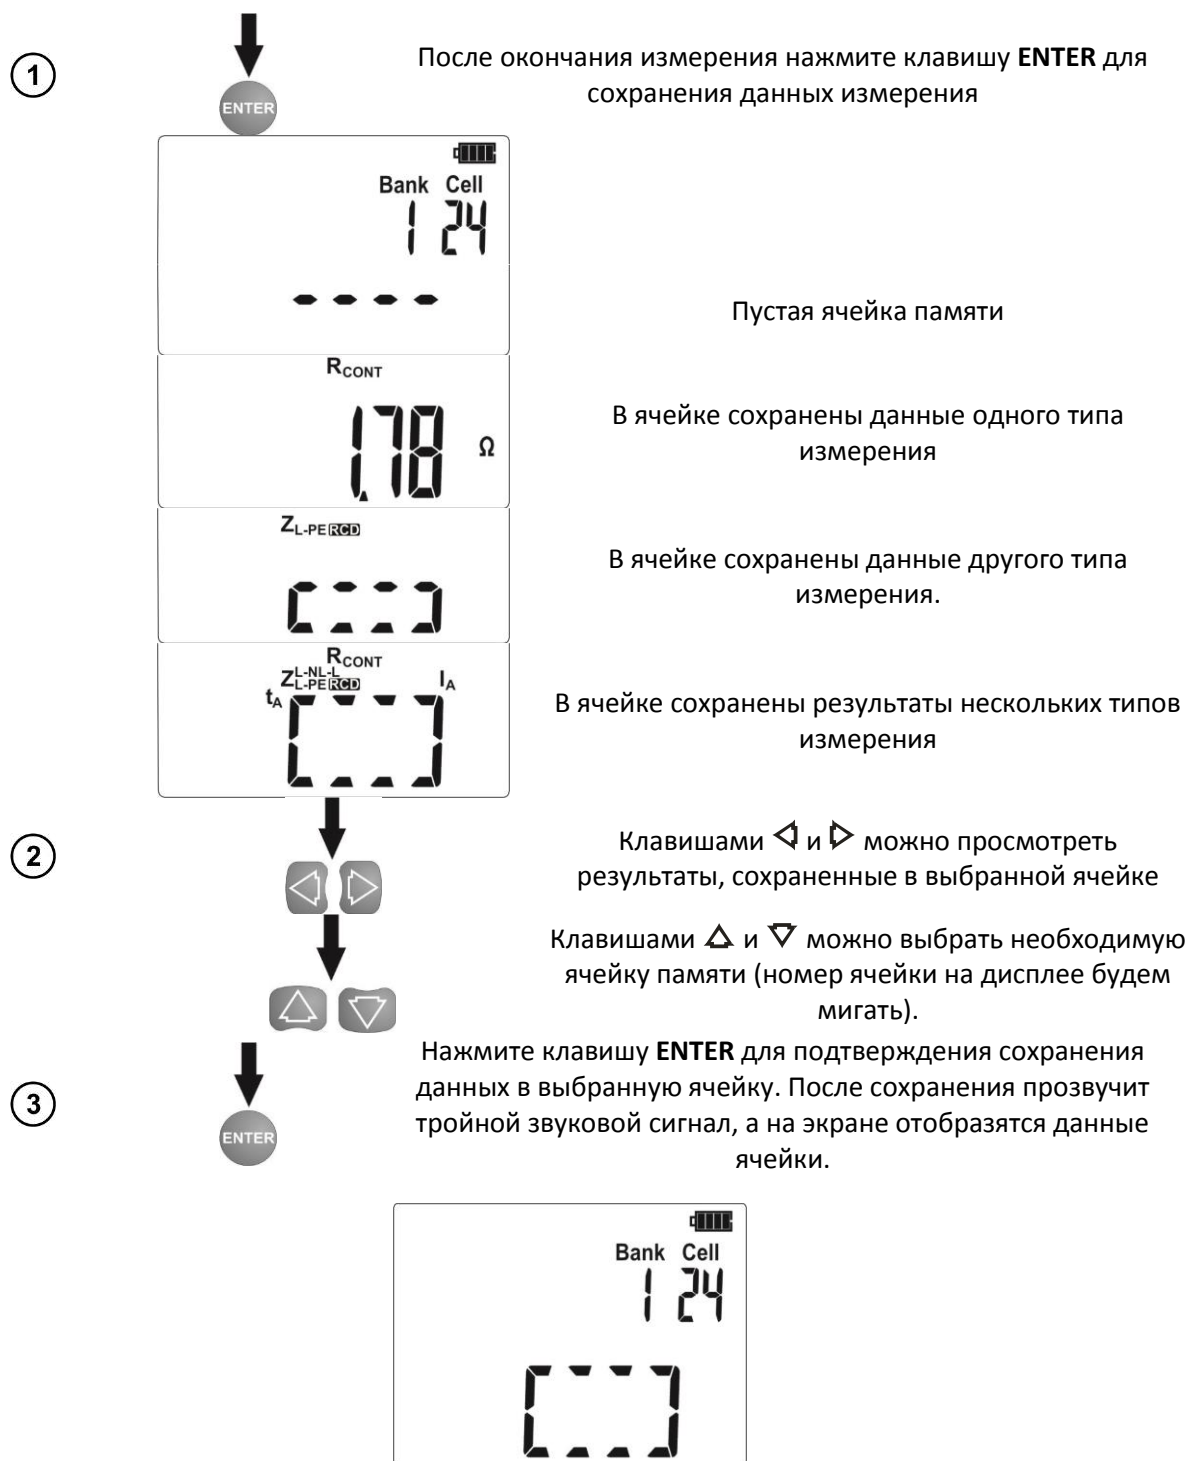 1
После окончания измерения нажмите клавишу ENTER для
сохранения данных измерения
ENTER
Bank Cell
1 24
- - - -
Пустая ячейка памяти
RCONT
1.78 Ω
В ячейке сохранены данные одного типа
измерения
ZL-PE RCD
В ячейке сохранены данные другого типа
измерения.
RCONT
ZL-NL-L
L-PE RCD
tA
IA
В ячейке сохранены результаты нескольких типов
измерения
2
Клавишами ◁ и ▷ можно просмотреть
результаты, сохраненные в выбранной ячейке
Клавишами △ и ▽ можно выбрать необходимую
ячейку памяти (номер ячейки на дисплее будем
мигать).
3
Нажмите клавишу ENTER для подтверждения сохранения
данных в выбранную ячейку. После сохранения прозвучит
тройной звуковой сигнал, а на экране отобразятся данные
ячейки.
ENTER
Bank Cell
1 24